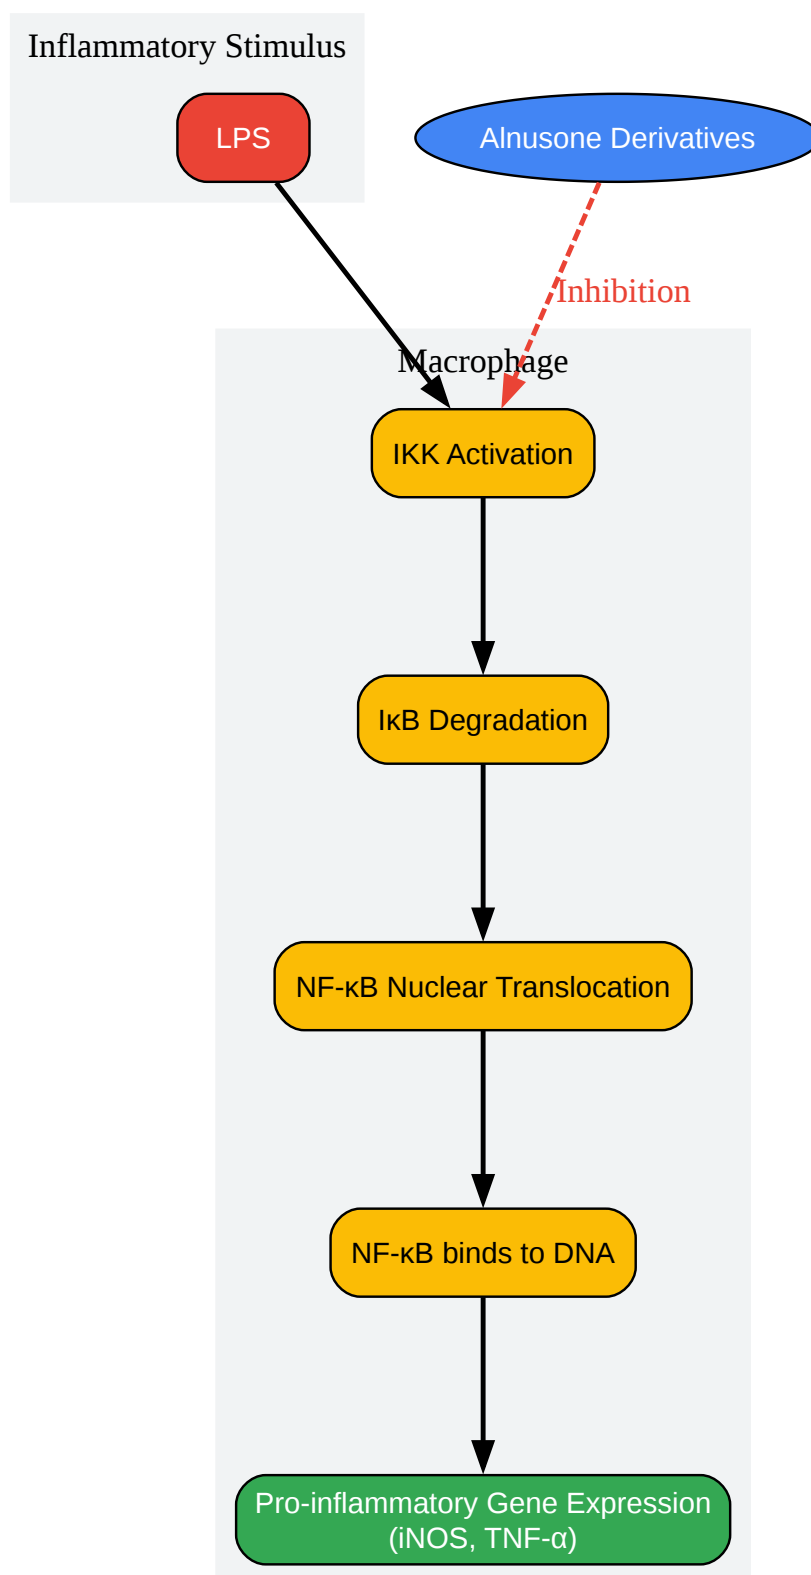 Inflammatory Stimulus
LPS
Alnusone Derivatives
Inhibition
Macrophage
IKK Activation
IκB Degradation
NF-κB Nuclear Translocation
NF-κB binds to DNA
Pro-inflammatory Gene Expression
(iNOS, TNF-α)